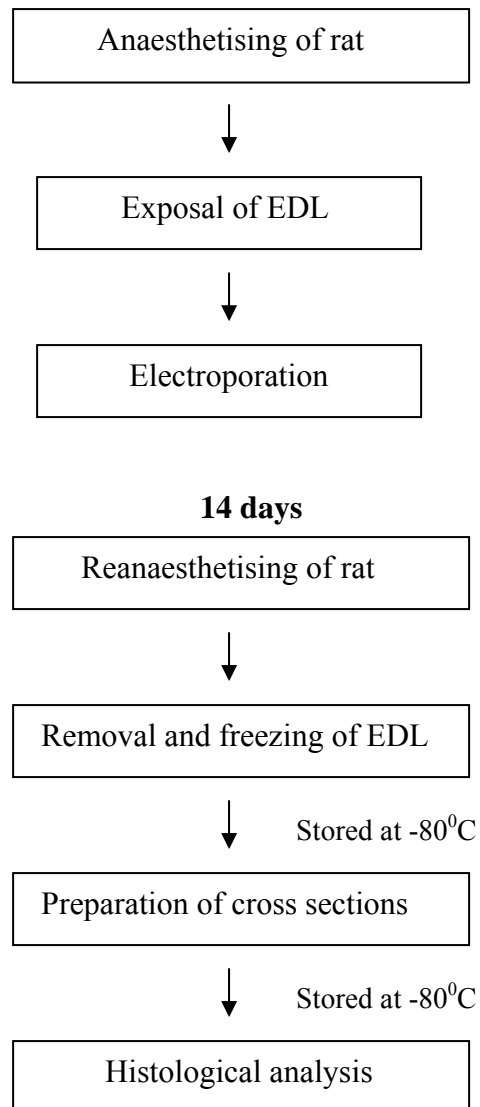 Anaesthetising of rat
Exposal of EDL
Electroporation
14 days
Reanaesthetising of rat
Removal and freezing of EDL
Stored at -80⁰C
Preparation of cross sections
Stored at -80⁰C
Histological analysis